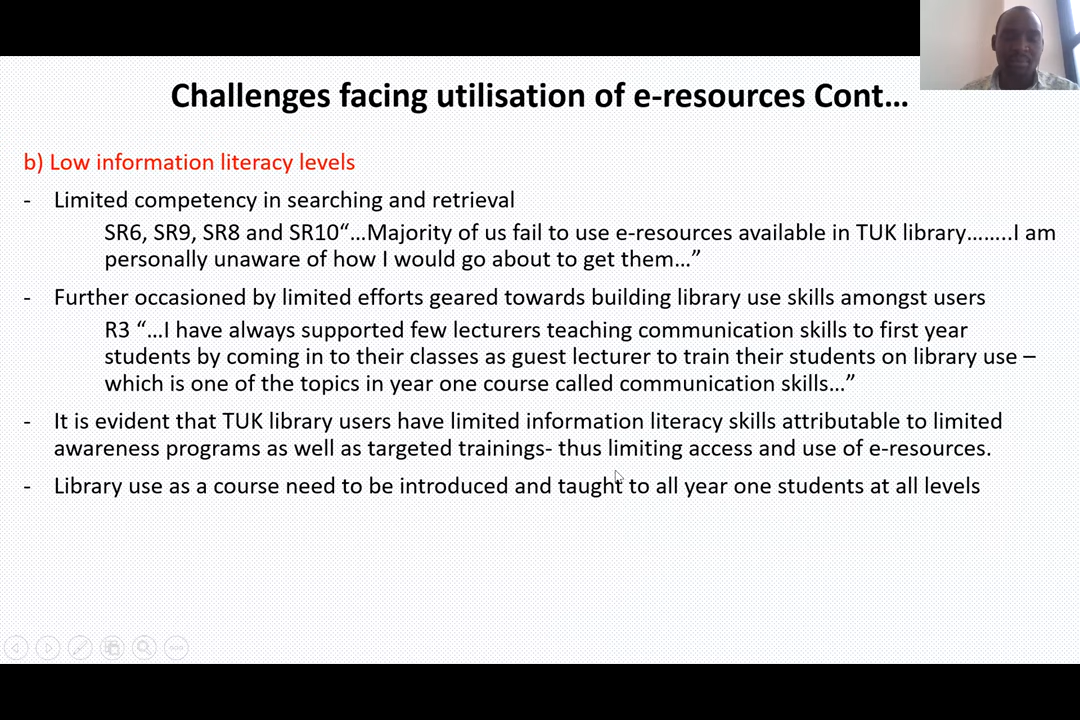 Challenges facing utilisation of e-resources Cont…
b) Low information literacy levels
- Limited competency in searching and retrieval
SR6, SR9, SR8 and SR10“…Majority of us fail to use e-resources available in TUK library……..I am
personally unaware of how I would go about to get them…”
- Further occasioned by limited efforts geared towards building library use skills amongst users
R3 “…I have always supported few lecturers teaching communication skills to first year
students by coming in to their classes as guest lecturer to train their students on library use –
which is one of the topics in year one course called communication skills…”
- It is evident that TUK library users have limited information literacy skills attributable to limited
awareness programs as well as targeted trainings- thus limiting access and use of e-resources.
- Library use as a course need to be introduced and taught to all year one students at all levels